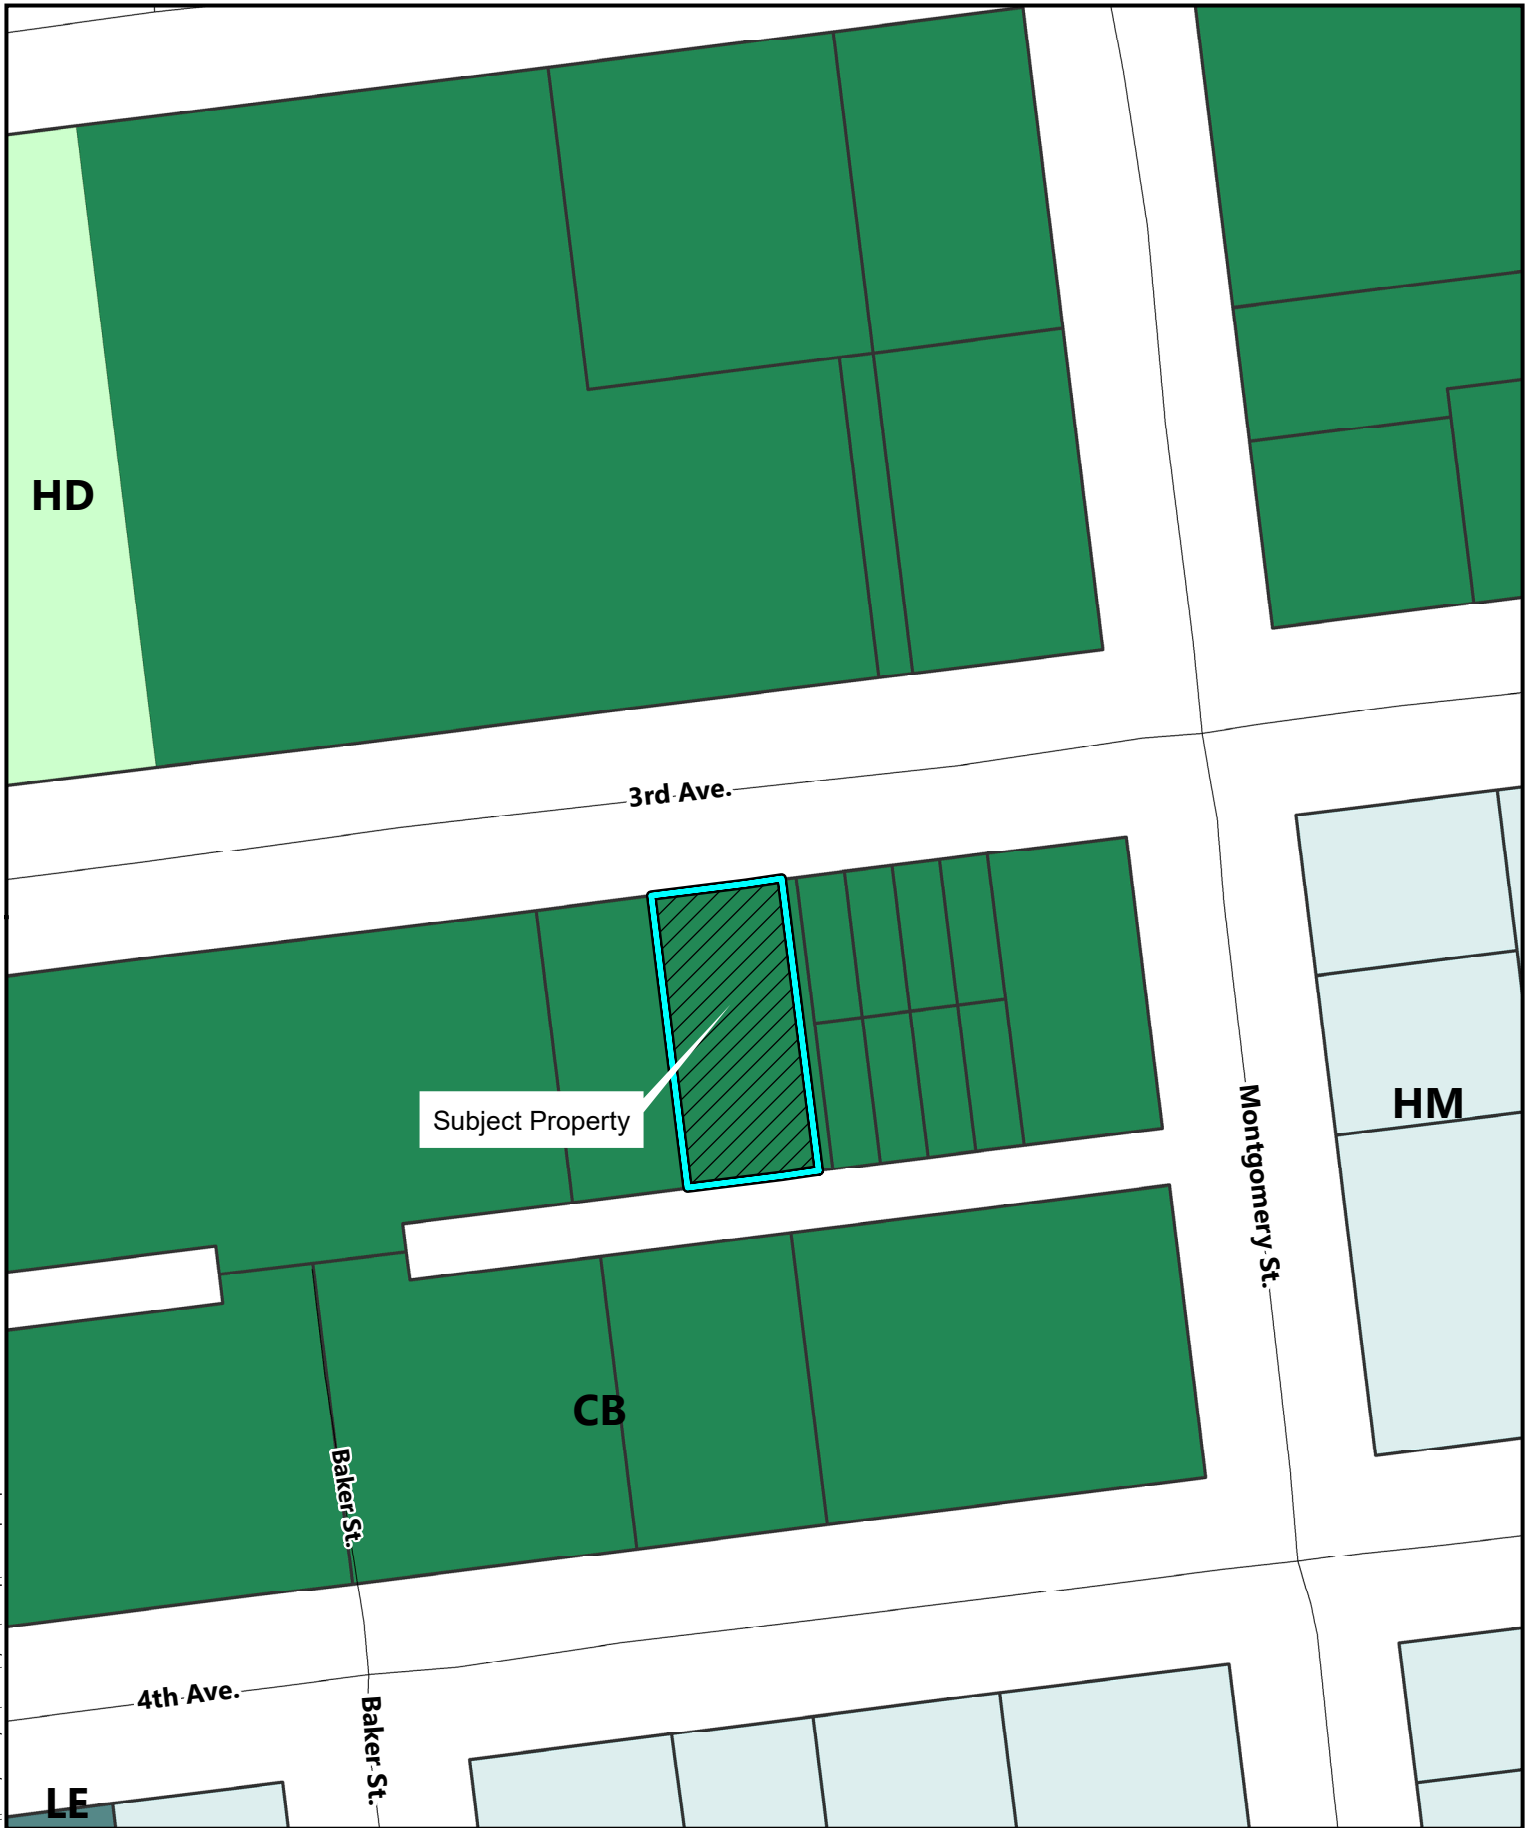 HD
3rd Ave.
Subject Property
Montgomery St.
HM
CB
Baker St.
4th Ave.
Baker St.
LE